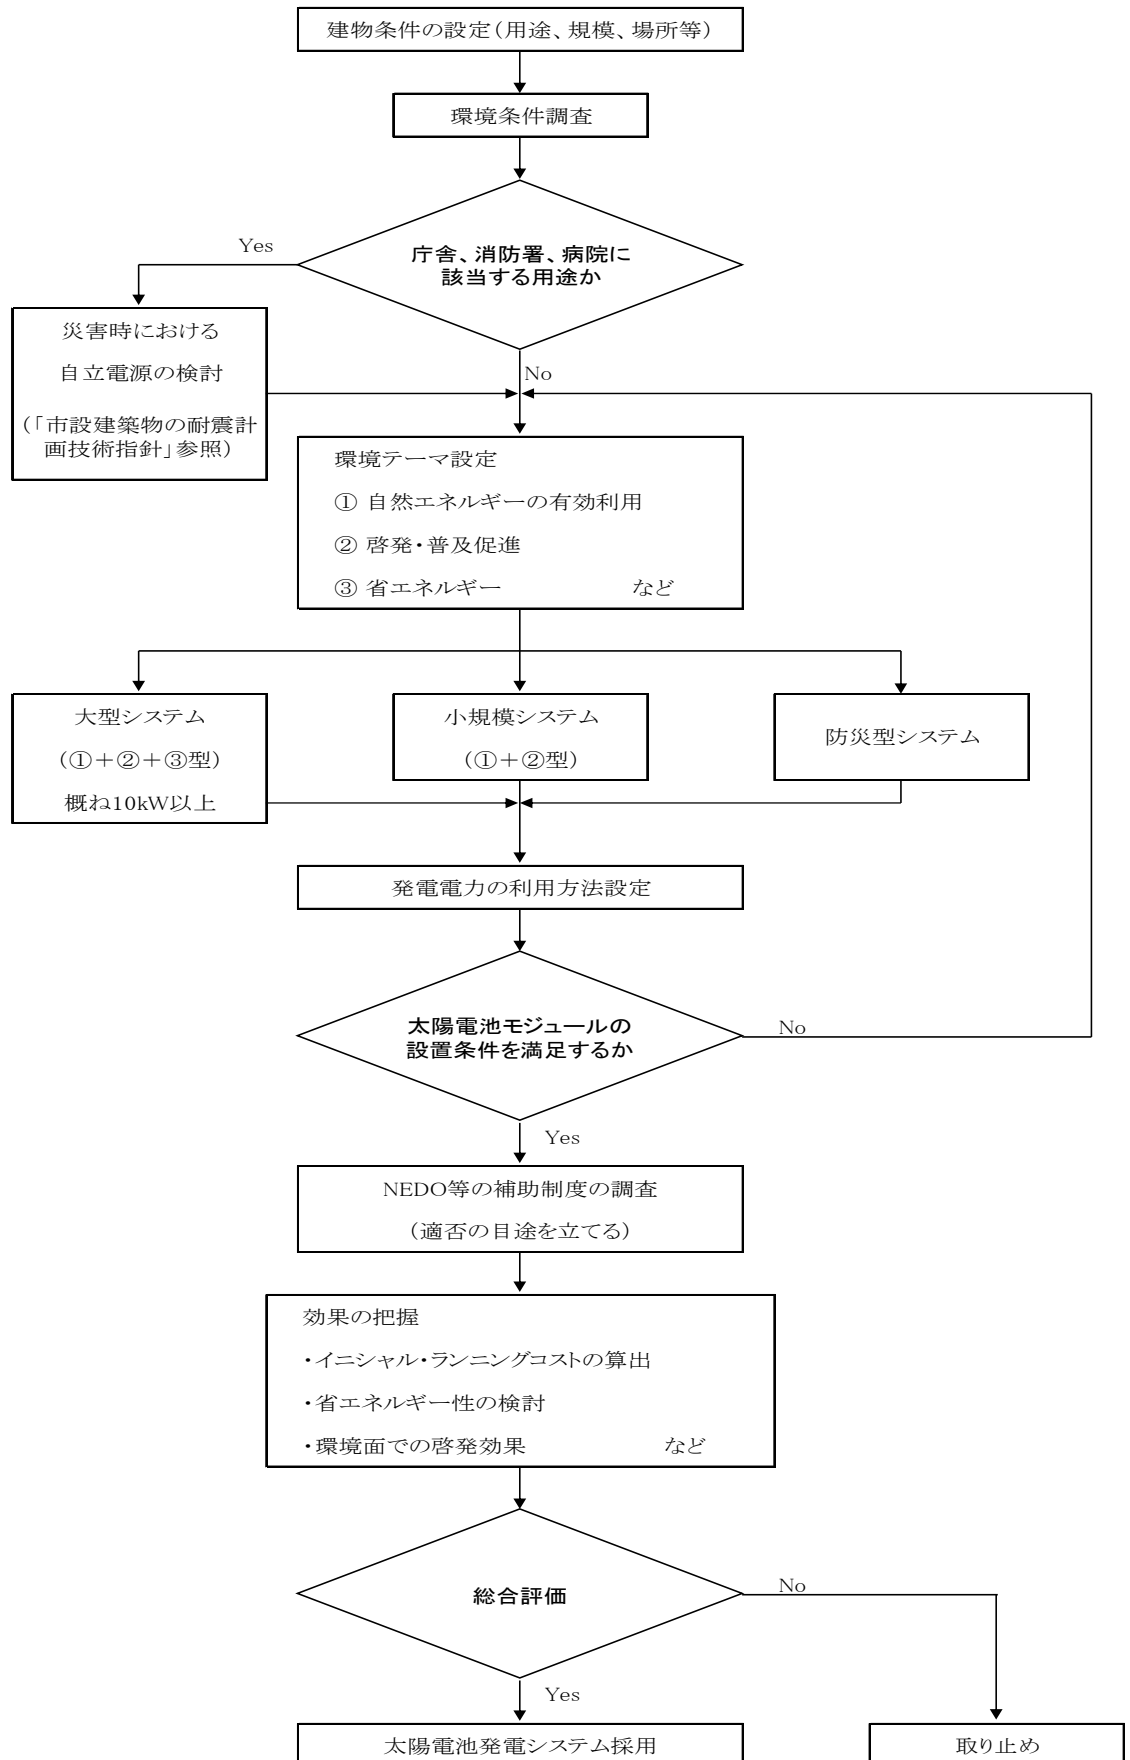 建物条件の設定（用途、規模、場所等）
環境条件調査
庁舎、消防署、病院に
該当する用途か
Yes
No
災害時における
自立電源の検討
（「市設建築物の耐震計
画技術指針」参照）
環境テーマ設定
① 自然エネルギーの有効利用
② 啓発・普及促進
③ 省エネルギー　　　　　など
大型システム
（①＋②＋③型）
概ね10kW以上
小規模システム
（①＋②型）
防災型システム
発電電力の利用方法設定
太陽電池モジュールの
設置条件を満足するか
No
Yes
NEDO等の補助制度の調査
（適否の目途を立てる）
効果の把握
・イニシャル・ランニングコストの算出
・省エネルギー性の検討
・環境面での啓発効果　　　　　など
総合評価
No
Yes
太陽電池発電システム採用
取り止め